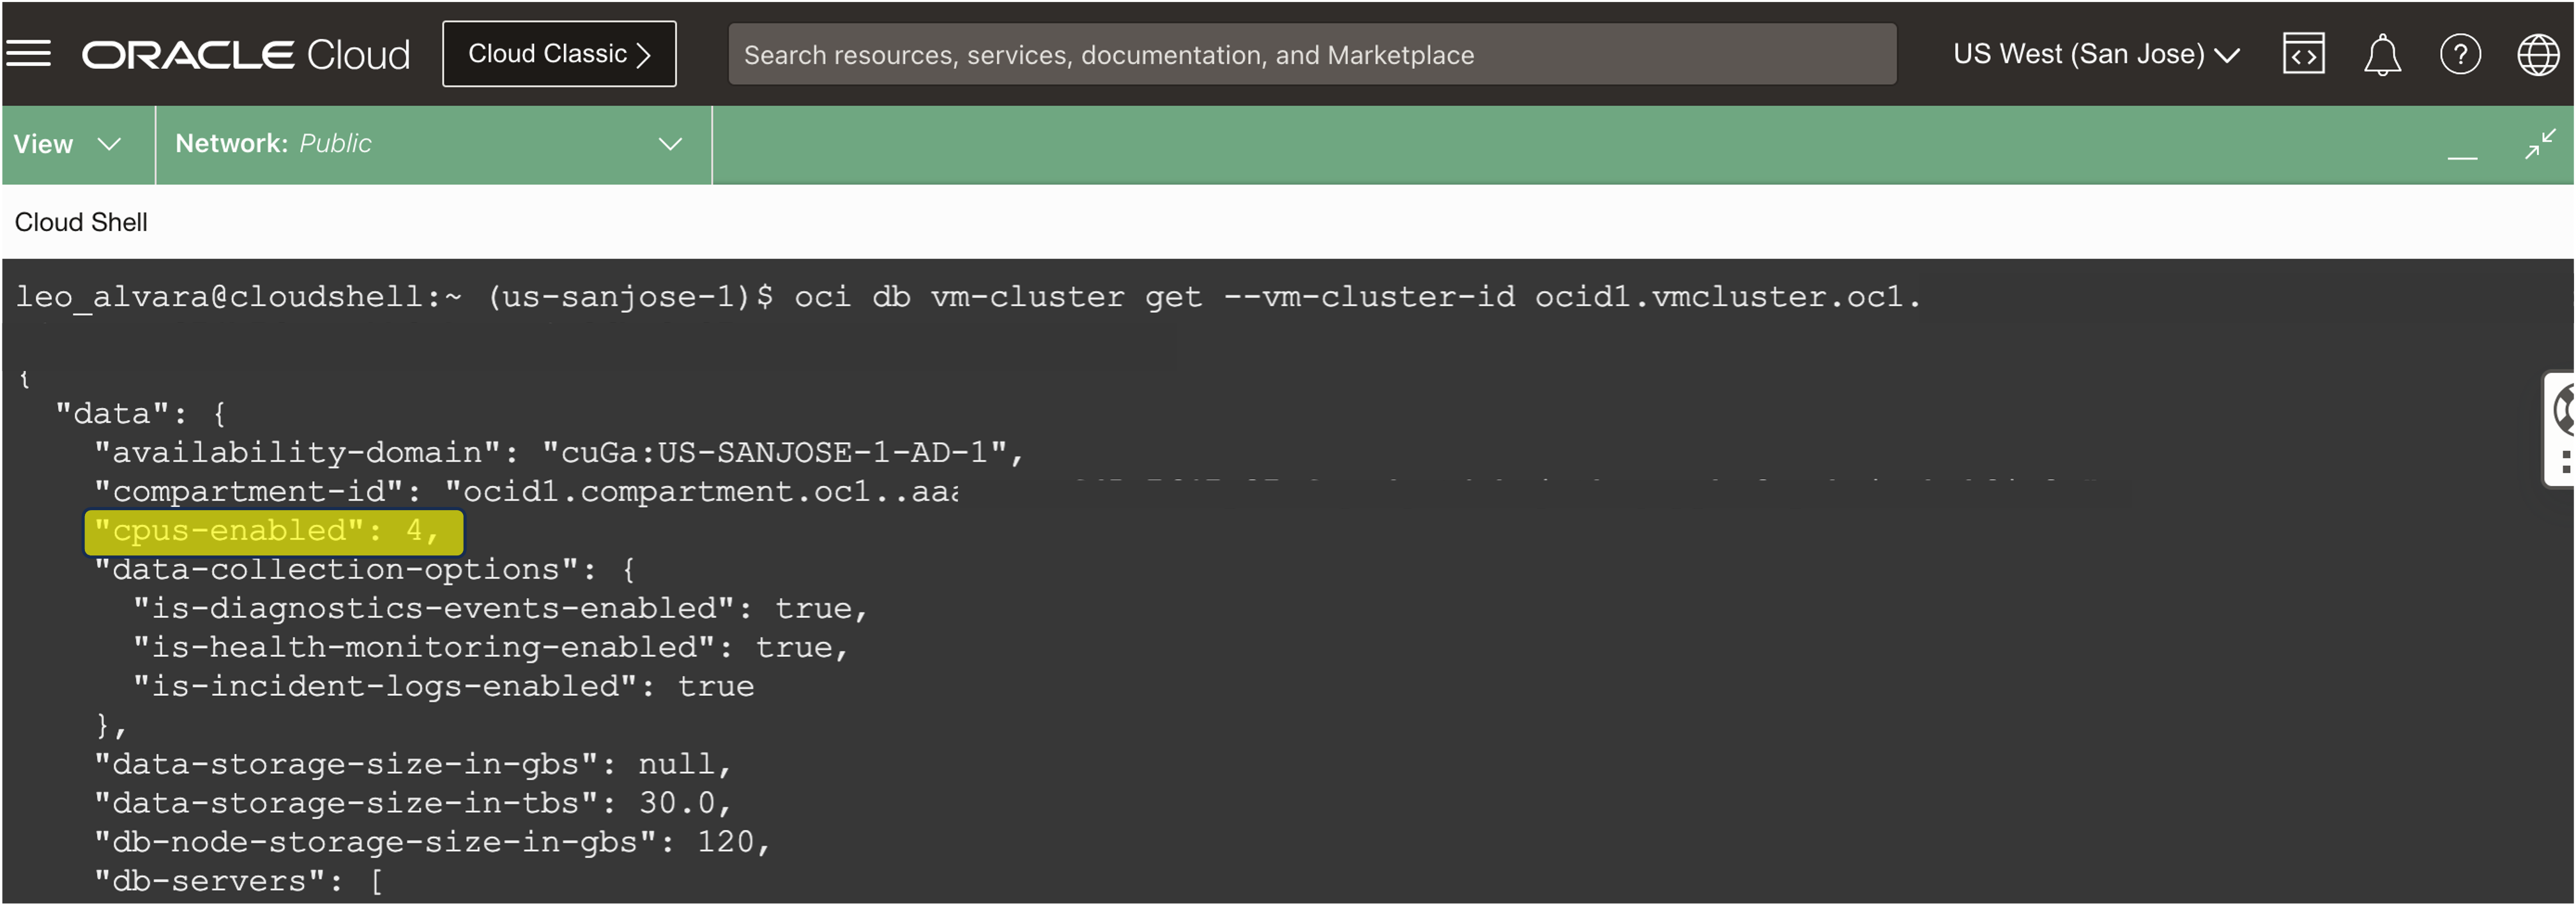 ORACLE Cloud Cloud Classic Search resources, services, documentation, and Marketplace US West (San Jose)
View Network: Public
Cloud Shell
leo_alvara@cloudshell:~ (us-sanjose-1)$ oci db vm-cluster get --vm-cluster-id ocid1.vmcluster.oc1.
{
"data": {
"availability-domain": "cuGa:US-SANJOSE-1-AD-1",
"compartment-id": "ocid1.compartment.oc1..aaa
"cpus-enabled": 4,
"data-collection-options": {
"is-diagnostics-events-enabled": true,
"is-health-monitoring-enabled": true,
"is-incident-logs-enabled": true
},
"data-storage-size-in-gbs": null,
"data-storage-size-in-tbs": 30.0,
"db-node-storage-size-in-gbs": 120,
"db-servers": [